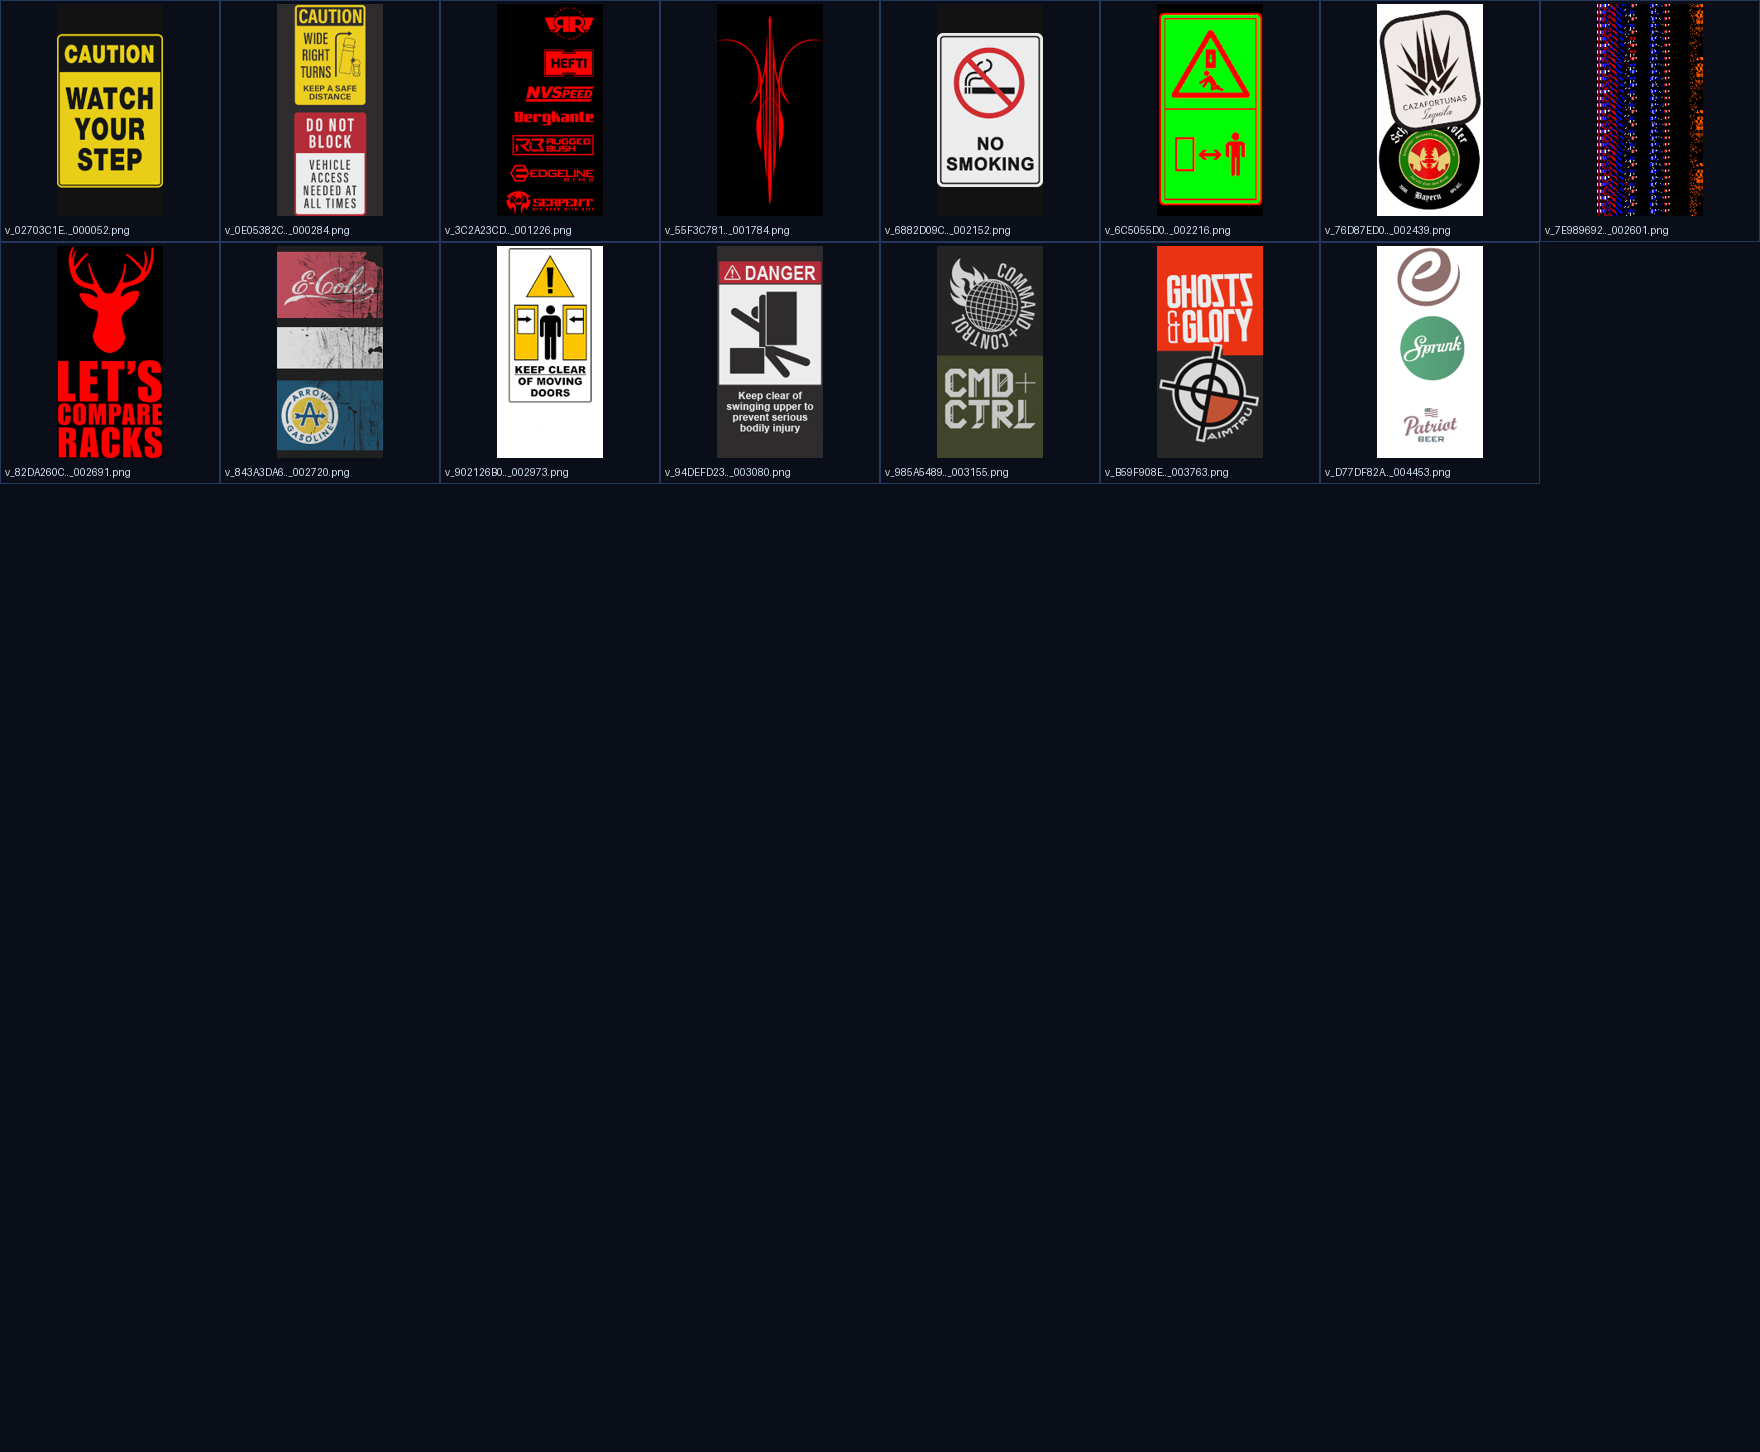 CAUTION
WATCH
YOUR
STEP
v_02703C1E.._000052.png
CAUTION
WIDE
RIGHT
TURNS
KEEP A SAFE
DISTANCE
DO NOT
BLOCK
VEHICLE
ACCESS
NEEDED AT
ALL TIMES
v_0E05382C.._000284.png
RR
HEFTI
NVSPEED
Bergkante
RB RUGGED
BUSH
EDGELINE
RIMS
SERPENT
v_3C2A23CD.._001226.png
v_55F3C781.._001784.png
NO
SMOKING
v_6882D09C.._002152.png
v_6C5055D0.._002216.png
CAZAFORTUNAS
Tequila
Bayern
v_76D87ED0.._002439.png
v_7E989692.._002601.png
LET'S
COMPARE
RACKS
v_82DA260C.._002691.png
E-Cola
ARROW
A
GASOLINE
v_843A3DA6.._002720.png
!
KEEP CLEAR
OF MOVING
DOORS
v_902126B0.._002973.png
DANGER
Keep clear of
swinging upper to
prevent serious
bodily injury
v_94DEFD23.._003080.png
COMMAND + CONTROL
CMD+
CTRL
v_985A5489.._003155.png
GHOSTS
& GLORY
AIMTRU
v_B59F908E.._003763.png
e
Sprunk
Patriot
BEER
v_D77DF82A.._004453.png